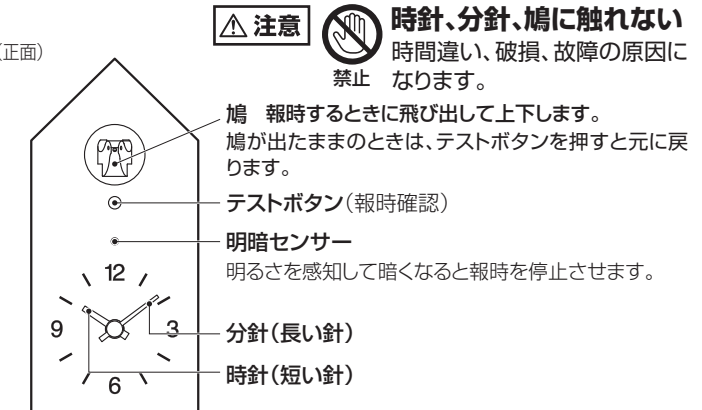 注意
禁止
時針、分針、鳩に触れない
時間違い、破損、故障の原因に
なります。
(正面)
鳩 報時するときに飛び出して上下します。
鳩が出たままのときは、テストボタンを押すと元に戻
ります。
テストボタン(報時確認)
明暗センサー
明るさを感知して暗くなると報時を停止させます。
12
9
3
6
分針(長い針)
時針(短い針)